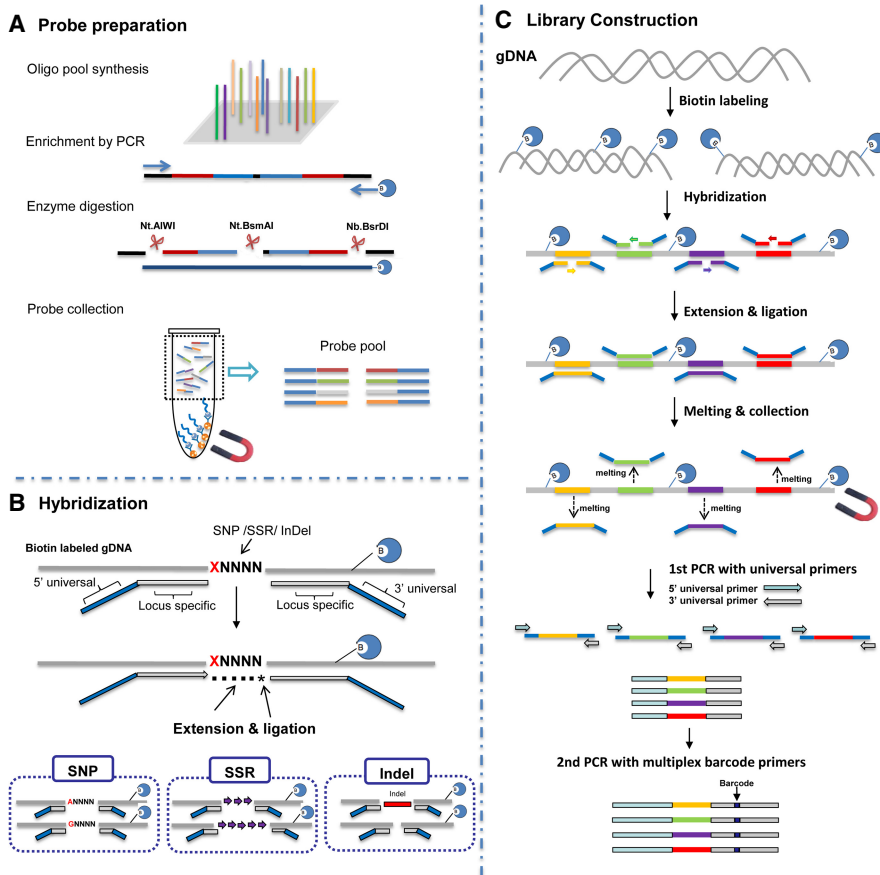 A Probe preparation
Oligo pool synthesis
Enrichment by PCR
B
Enzyme digestion
Nt.AlWI Nt.BsmAI Nb.BsrDI
B
Probe collection
Probe pool
B Hybridization
SNP /SSR/ InDel
Biotin labeled gDNA
B
XNNNNN
5' universal
3' universal
Locus specific Locus specific
B
XNNNNN
*
Extension & ligation
SNP SSR Indel
B B B
ANNNN
Indel
B B B
GNNNN
C Library Construction
gDNA
Biotin labeling
B B B B B
Hybridization
B B B
Extension & ligation
B B B
Melting & collection
B B B
melting melting
melting melting
1st PCR with universal primers
5' universal primer
3' universal primer
2nd PCR with multiplex barcode primers
Barcode